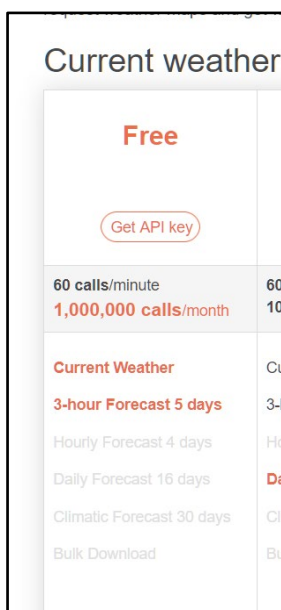 Current weather
Free
Get API key
60 calls/minute
1,000,000 calls/month
Current Weather
3-hour Forecast 5 days
Hourly Forecast 4 days
Daily Forecast 16 days
Climatic Forecast 30 days
Bulk Download